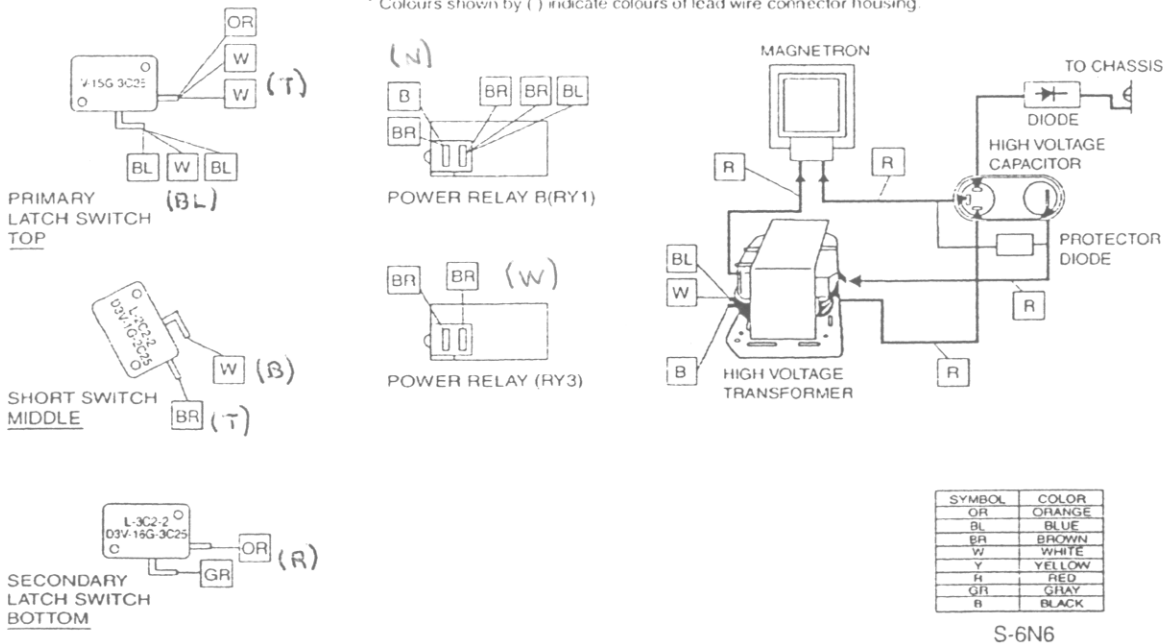 * Colours shown by ( ) indicate colours of lead wire connector housing.
OR
W
W
(T)
V-15G-3C25
BL
W
BL
(BL)
PRIMARY
LATCH SWITCH
TOP
L-2C2-2
D3V-1G-2C25
W
(B)
BR
(T)
SHORT SWITCH
MIDDLE
L-3C2-2
D3V-16G-3C25
OR
(R)
GR
SECONDARY
LATCH SWITCH
BOTTOM
(N)
B
BR
BR
BR
BL
POWER RELAY B(RY1)
BR
BR
(W)
POWER RELAY (RY3)
MAGNETRON
TO CHASSIS
DIODE
HIGH VOLTAGE
CAPACITOR
R
R
PROTECTOR
DIODE
BL
W
B
R
R
HIGH VOLTAGE
TRANSFORMER
SYMBOL COLOR
OR ORANGE
BL BLUE
BR BROWN
W WHITE
Y YELLOW
R RED
GR GRAY
B BLACK
S-6N6